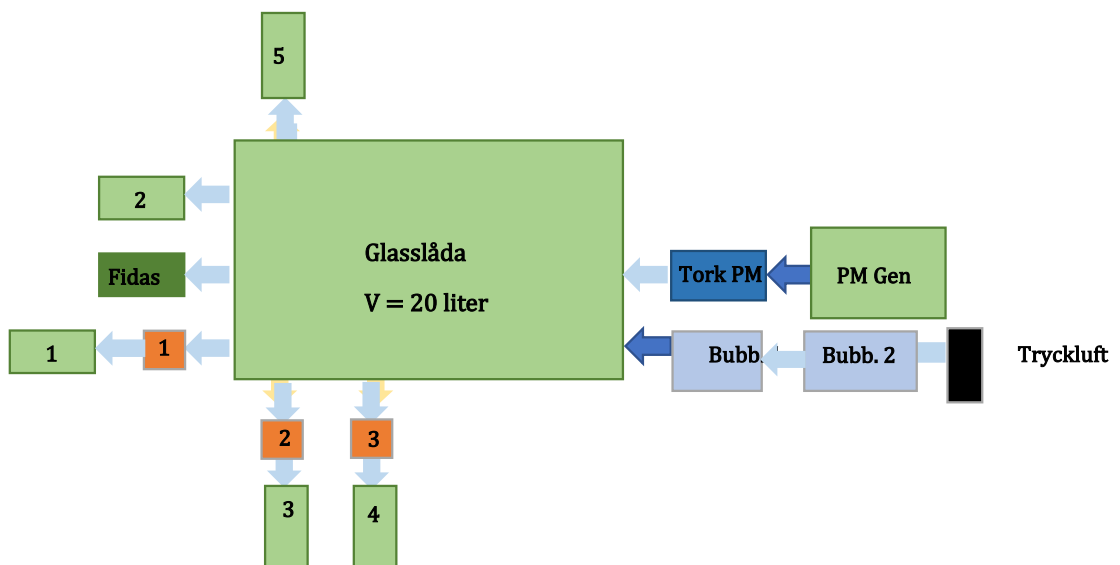 5
2
Glasslåda
Fidas
Tork PM
PM Gen
V = 20 liter
1
1
Bubb.
Bubb. 2
Tryckluft
2
3
3
4